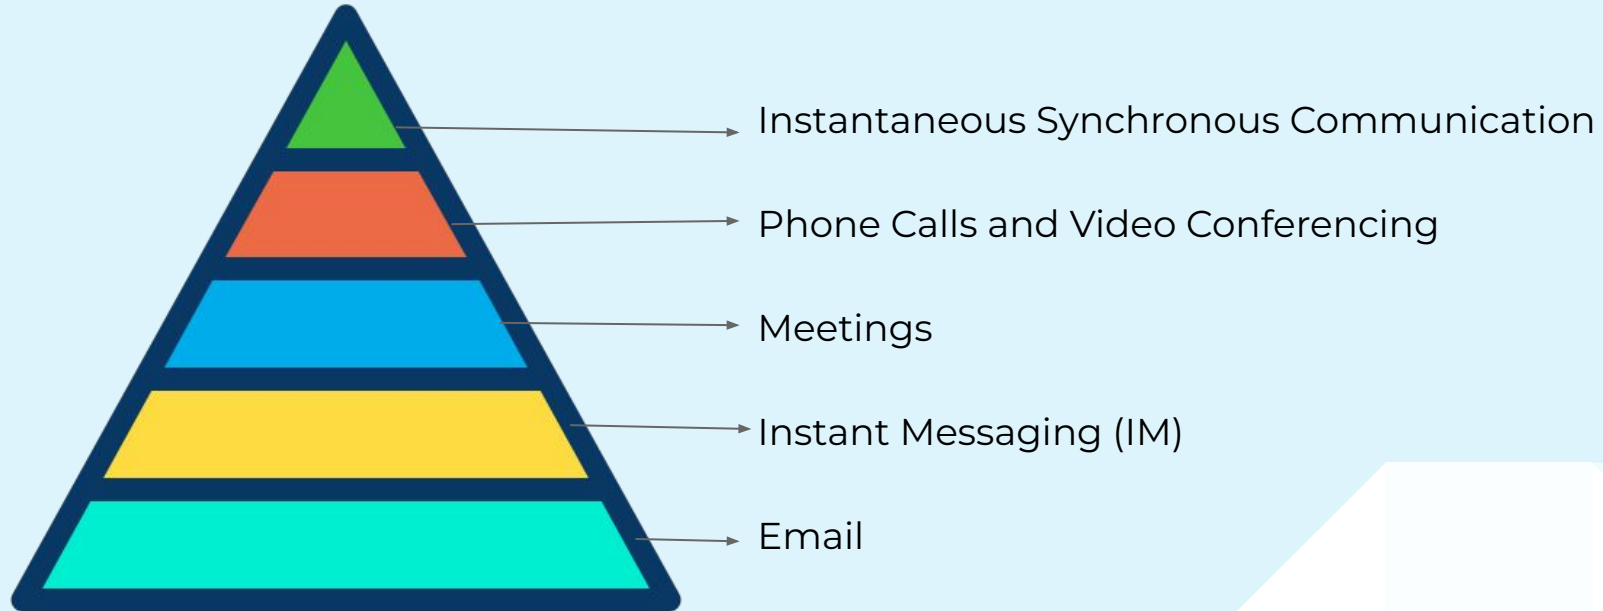 Instantaneous Synchronous Communication
Phone Calls and Video Conferencing
Meetings
Instant Messaging (IM)
Email